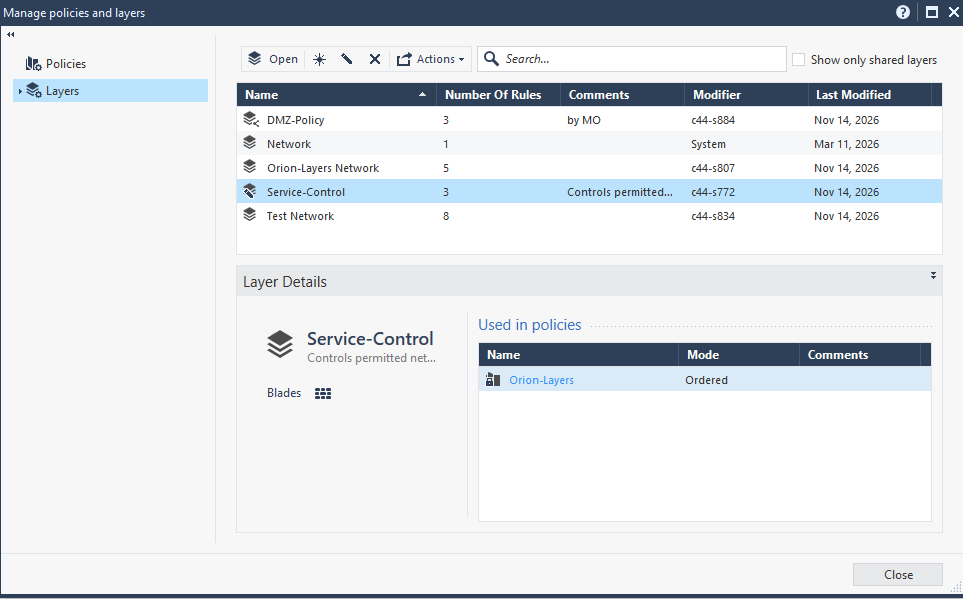 Manage policies and layers
Policies
Layers
Open Actions Search... Show only shared layers
Name Number Of Rules Comments Modifier Last Modified
DMZ-Policy 3 by MO c44-s884 Nov 14, 2026
Network 1 System Mar 11, 2026
Orion-Layers Network 5 c44-s807 Nov 14, 2026
Service-Control 3 Controls permitted... c44-s772 Nov 14, 2026
Test Network 8 c44-s834 Nov 14, 2026
Layer Details
Service-Control
Controls permitted net...
Blades
Used in policies
Name Mode Comments
Orion-Layers Ordered
Close